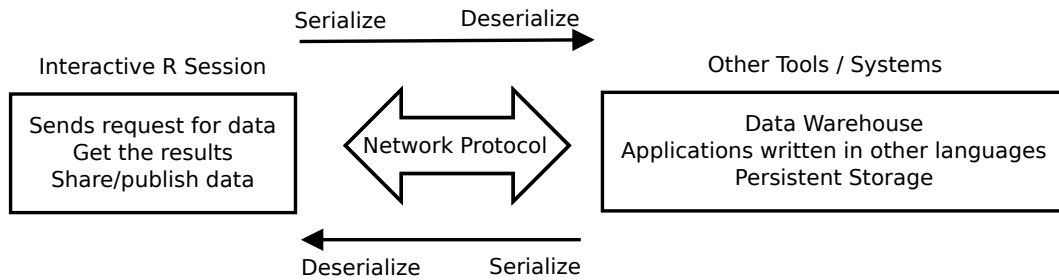 Serialize Deserialize
Interactive R Session
Other Tools / Systems
Sends request for data
Get the results
Share/publish data
Network Protocol
Data Warehouse
Applications written in other languages
Persistent Storage
Deserialize Serialize